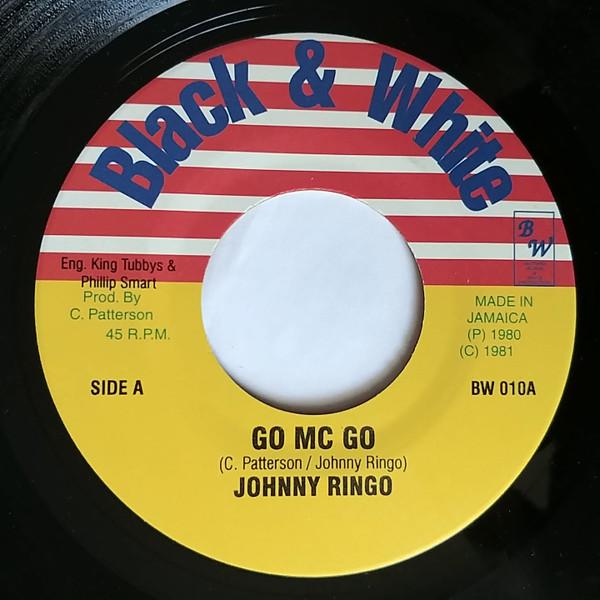 Black & White
B
W
Eng. King Tubbys &
Phillip Smart
Prod. By
C. Patterson
45 R.P.M.
MADE IN
JAMAICA
(P) 1980
(C) 1981
SIDE A
BW 010A
GO MC GO
(C. Patterson / Johnny Ringo)
JOHNNY RINGO